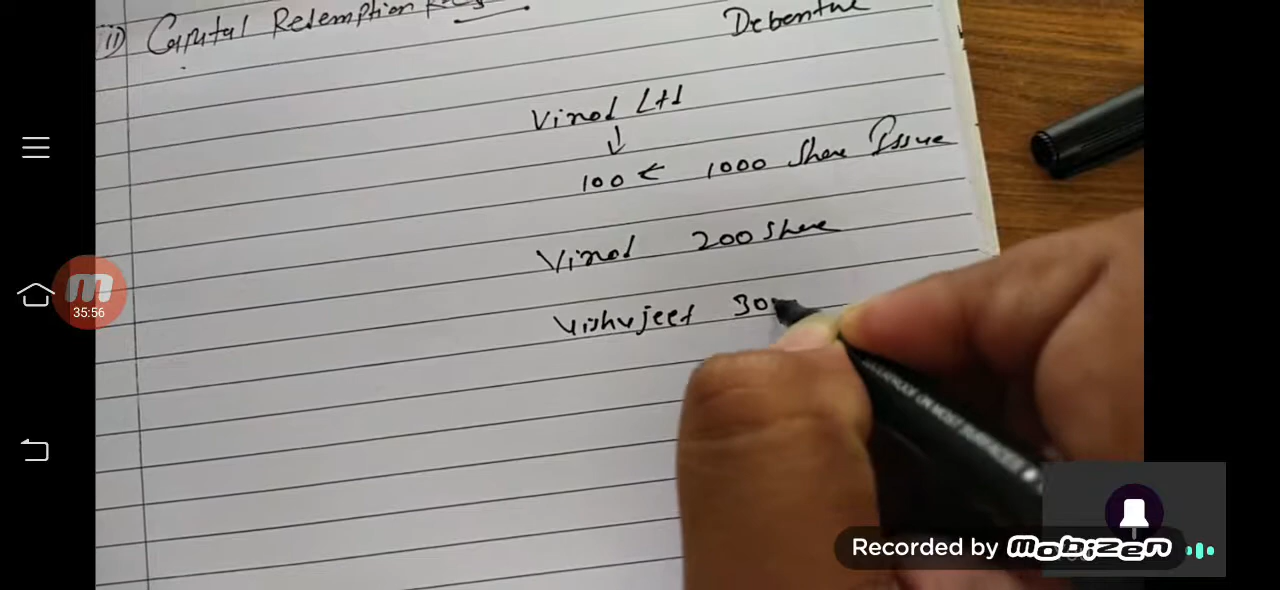 ii) Capital Redemption
Debenture
Vinod Ltd
↓
100 ← 1000 Share Issue
Vinod 200 Share
Vishvjeet 30
35:56
Recorded by mobizen